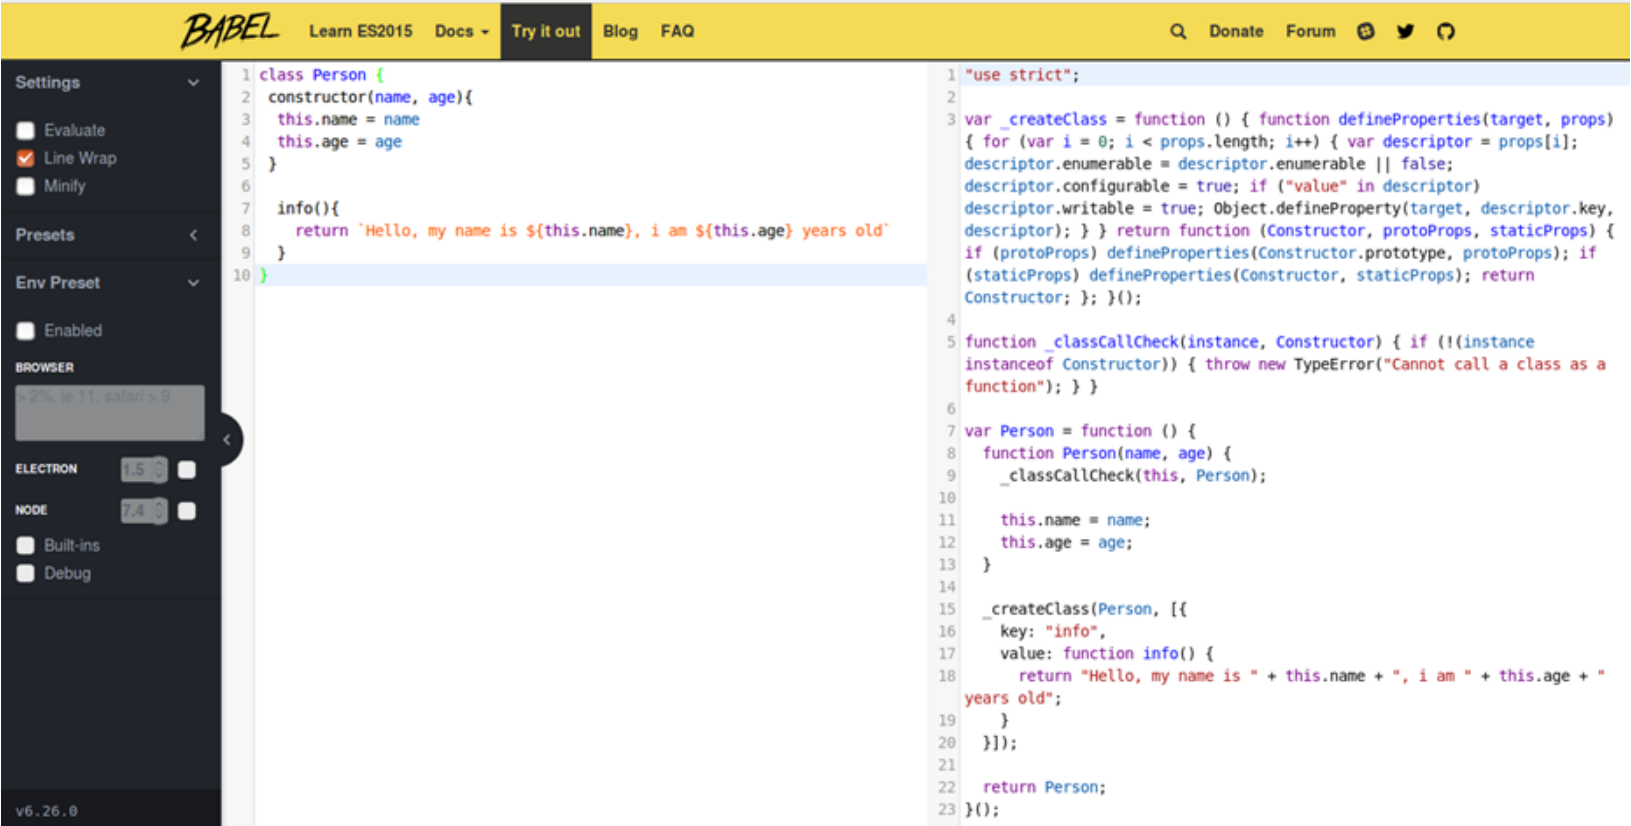 BABEL Learn ES2015 Docs Try it out Blog FAQ Donate Forum
Settings
Evaluate
Line Wrap
Minify
Presets
Env Preset
Enabled
BROWSER
> 2%, ie 11, safari > 9
ELECTRON 1.5
NODE 7.4
Built-ins
Debug
v6.26.0
1 class Person {
2 constructor(name, age){
3 this.name = name
4 this.age = age
5 }
6
7 info(){
8 return `Hello, my name is ${this.name}, i am ${this.age} years old`
9 }
10 }
1 "use strict";
2
3 var _createClass = function () { function defineProperties(target, props)
{ for (var i = 0; i < props.length; i++) { var descriptor = props[i];
descriptor.enumerable = descriptor.enumerable || false;
descriptor.configurable = true; if ("value" in descriptor)
descriptor.writable = true; Object.defineProperty(target, descriptor.key,
descriptor); } } return function (Constructor, protoProps, staticProps) {
if (protoProps) defineProperties(Constructor.prototype, protoProps); if
(staticProps) defineProperties(Constructor, staticProps); return
Constructor; }; }();
4
5 function _classCallCheck(instance, Constructor) { if (!(instance
instanceof Constructor)) { throw new TypeError("Cannot call a class as a
function"); } }
6
7 var Person = function () {
8 function Person(name, age) {
9 _classCallCheck(this, Person);
10
11 this.name = name;
12 this.age = age;
13 }
14
15 _createClass(Person, [{
16 key: "info",
17 value: function info() {
18 return "Hello, my name is " + this.name + ", i am " + this.age + "
years old";
19 }
20 }]);
21
22 return Person;
23 }();